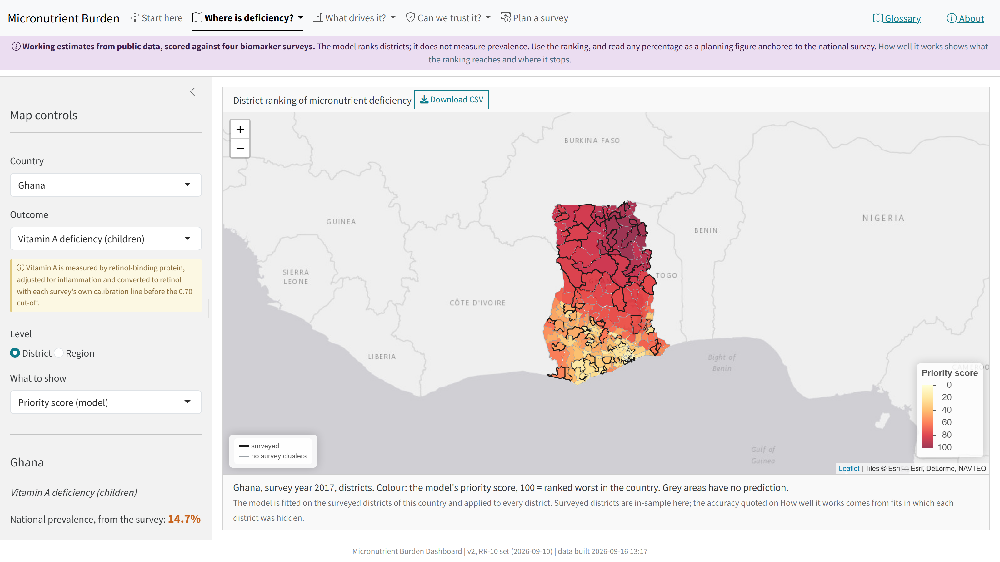 Micronutrient Burden
Start here
Where is deficiency?
What drives it?
Can we trust it?
Plan a survey
Glossary
About
Working estimates from public data, scored against four biomarker surveys. The model ranks districts; it does not measure prevalence. Use the ranking, and read any percentage as a planning figure anchored to the national survey. How well it works shows what
the ranking reaches and where it stops.
Map controls
Country
Ghana
Outcome
Vitamin A deficiency (children)
Vitamin A is measured by retinol-binding protein,
adjusted for inflammation and converted to retinol
with each survey's own calibration line before the 0.70
cut-off.
Level
District
Region
What to show
Priority score (model)
Ghana
Vitamin A deficiency (children)
National prevalence, from the survey: 14.7%
District ranking of micronutrient deficiency
Download CSV
+
−
BURKINA FASO
GUINEA
NIGERIA
BENIN
SIERRA
LEONE
TOGO
GHANA
CÔTE D'IVOIRE
LIBERIA
Bight of
Benin
Gulf of
Guinea
Priority score
0
20
40
60
80
100
surveyed
no survey clusters
Leaflet | Tiles © Esri — Esri, DeLorme, NAVTEQ
Ghana, survey year 2017, districts. Colour: the model's priority score, 100 = ranked worst in the country. Grey areas have no prediction.
The model is fitted on the surveyed districts of this country and applied to every district. Surveyed districts are in-sample here; the accuracy quoted on How well it works comes from fits in which each
district was hidden.
Micronutrient Burden Dashboard | v2, RR-10 set (2026-09-10) | data built 2026-09-16 13:17